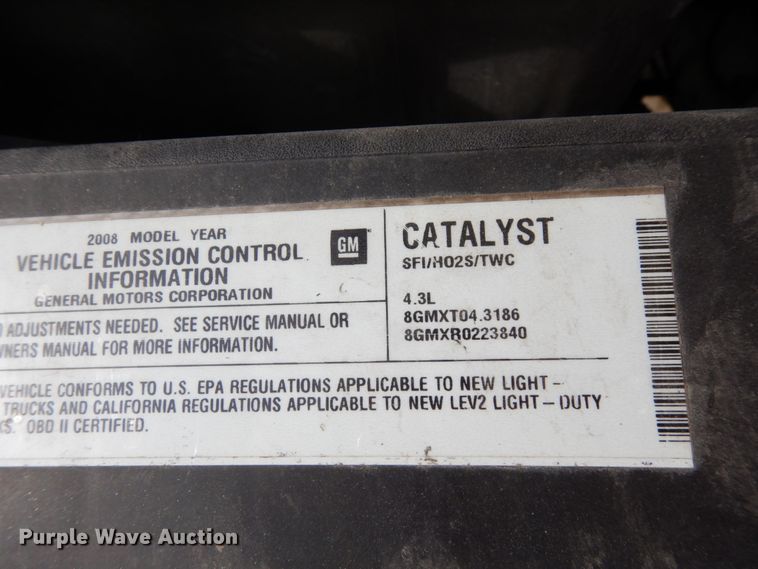 2008 MODEL YEAR
VEHICLE EMISSION CONTROL
INFORMATION
GENERAL MOTORS CORPORATION
GM
CATALYST
SFI/HO2S/TWC
4.3L
8GMXT04.3186
8GMXR0223840
ADJUSTMENTS NEEDED. SEE SERVICE MANUAL OR
MANUAL FOR MORE INFORMATION.
VEHICLE CONFORMS TO U.S. EPA REGULATIONS APPLICABLE TO NEW LIGHT-
TRUCKS AND CALIFORNIA REGULATIONS APPLICABLE TO NEW LEV2 LIGHT-DUTY
OBD II CERTIFIED.
Purple Wave Auction